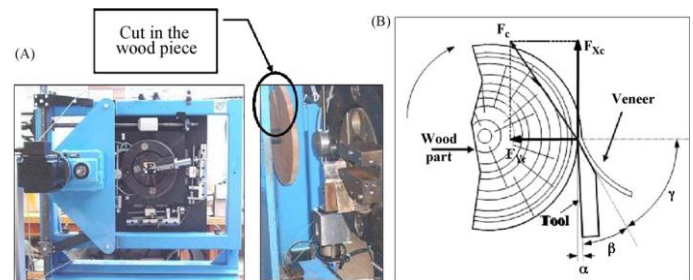 (A)
Cut in the
wood piece
(B)
Fc
FXc
Veneer
Wood
part
FYc
Tool
γ
β
α